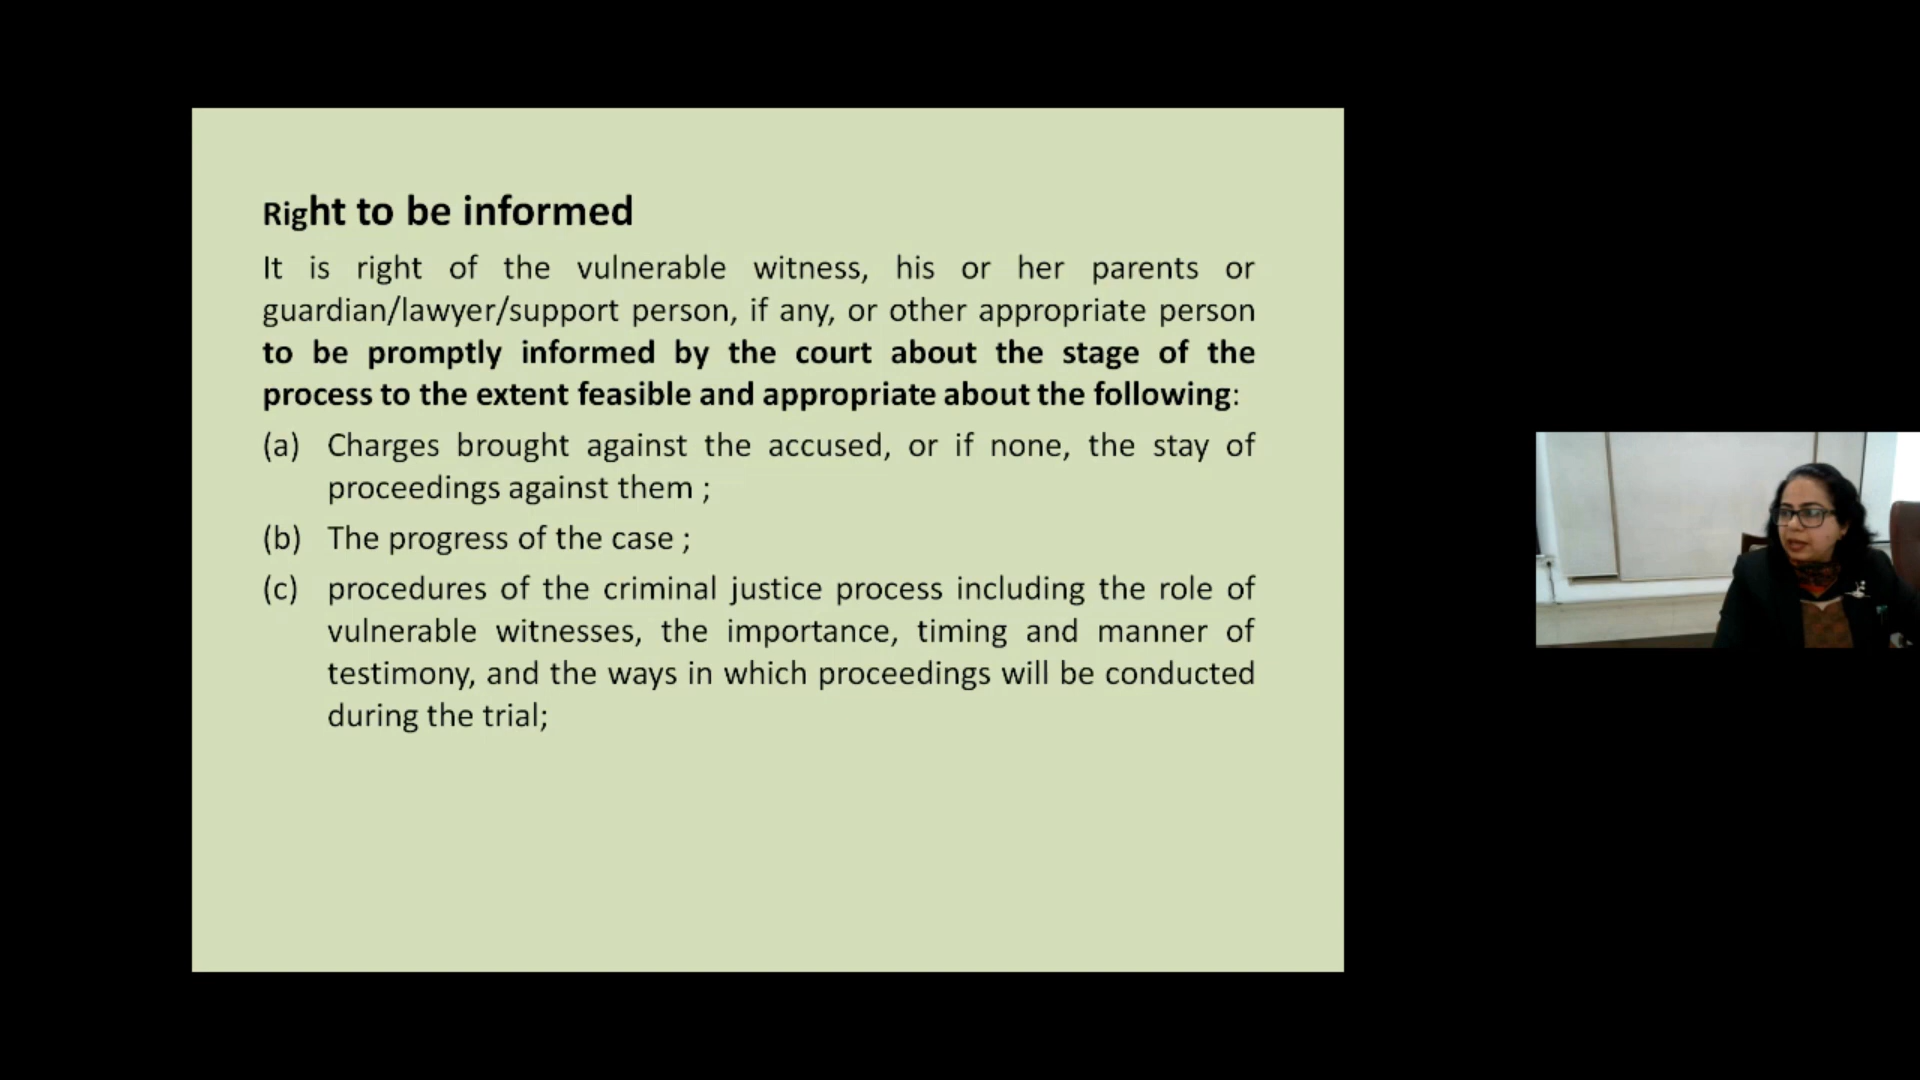 Right to be informed
It is right of the vulnerable witness, his or her parents or
guardian/lawyer/support person, if any, or other appropriate person
to be promptly informed by the court about the stage of the
process to the extent feasible and appropriate about the following:
(a) Charges brought against the accused, or if none, the stay of
proceedings against them ;
(b) The progress of the case ;
(c) procedures of the criminal justice process including the role of
vulnerable witnesses, the importance, timing and manner of
testimony, and the ways in which proceedings will be conducted
during the trial;